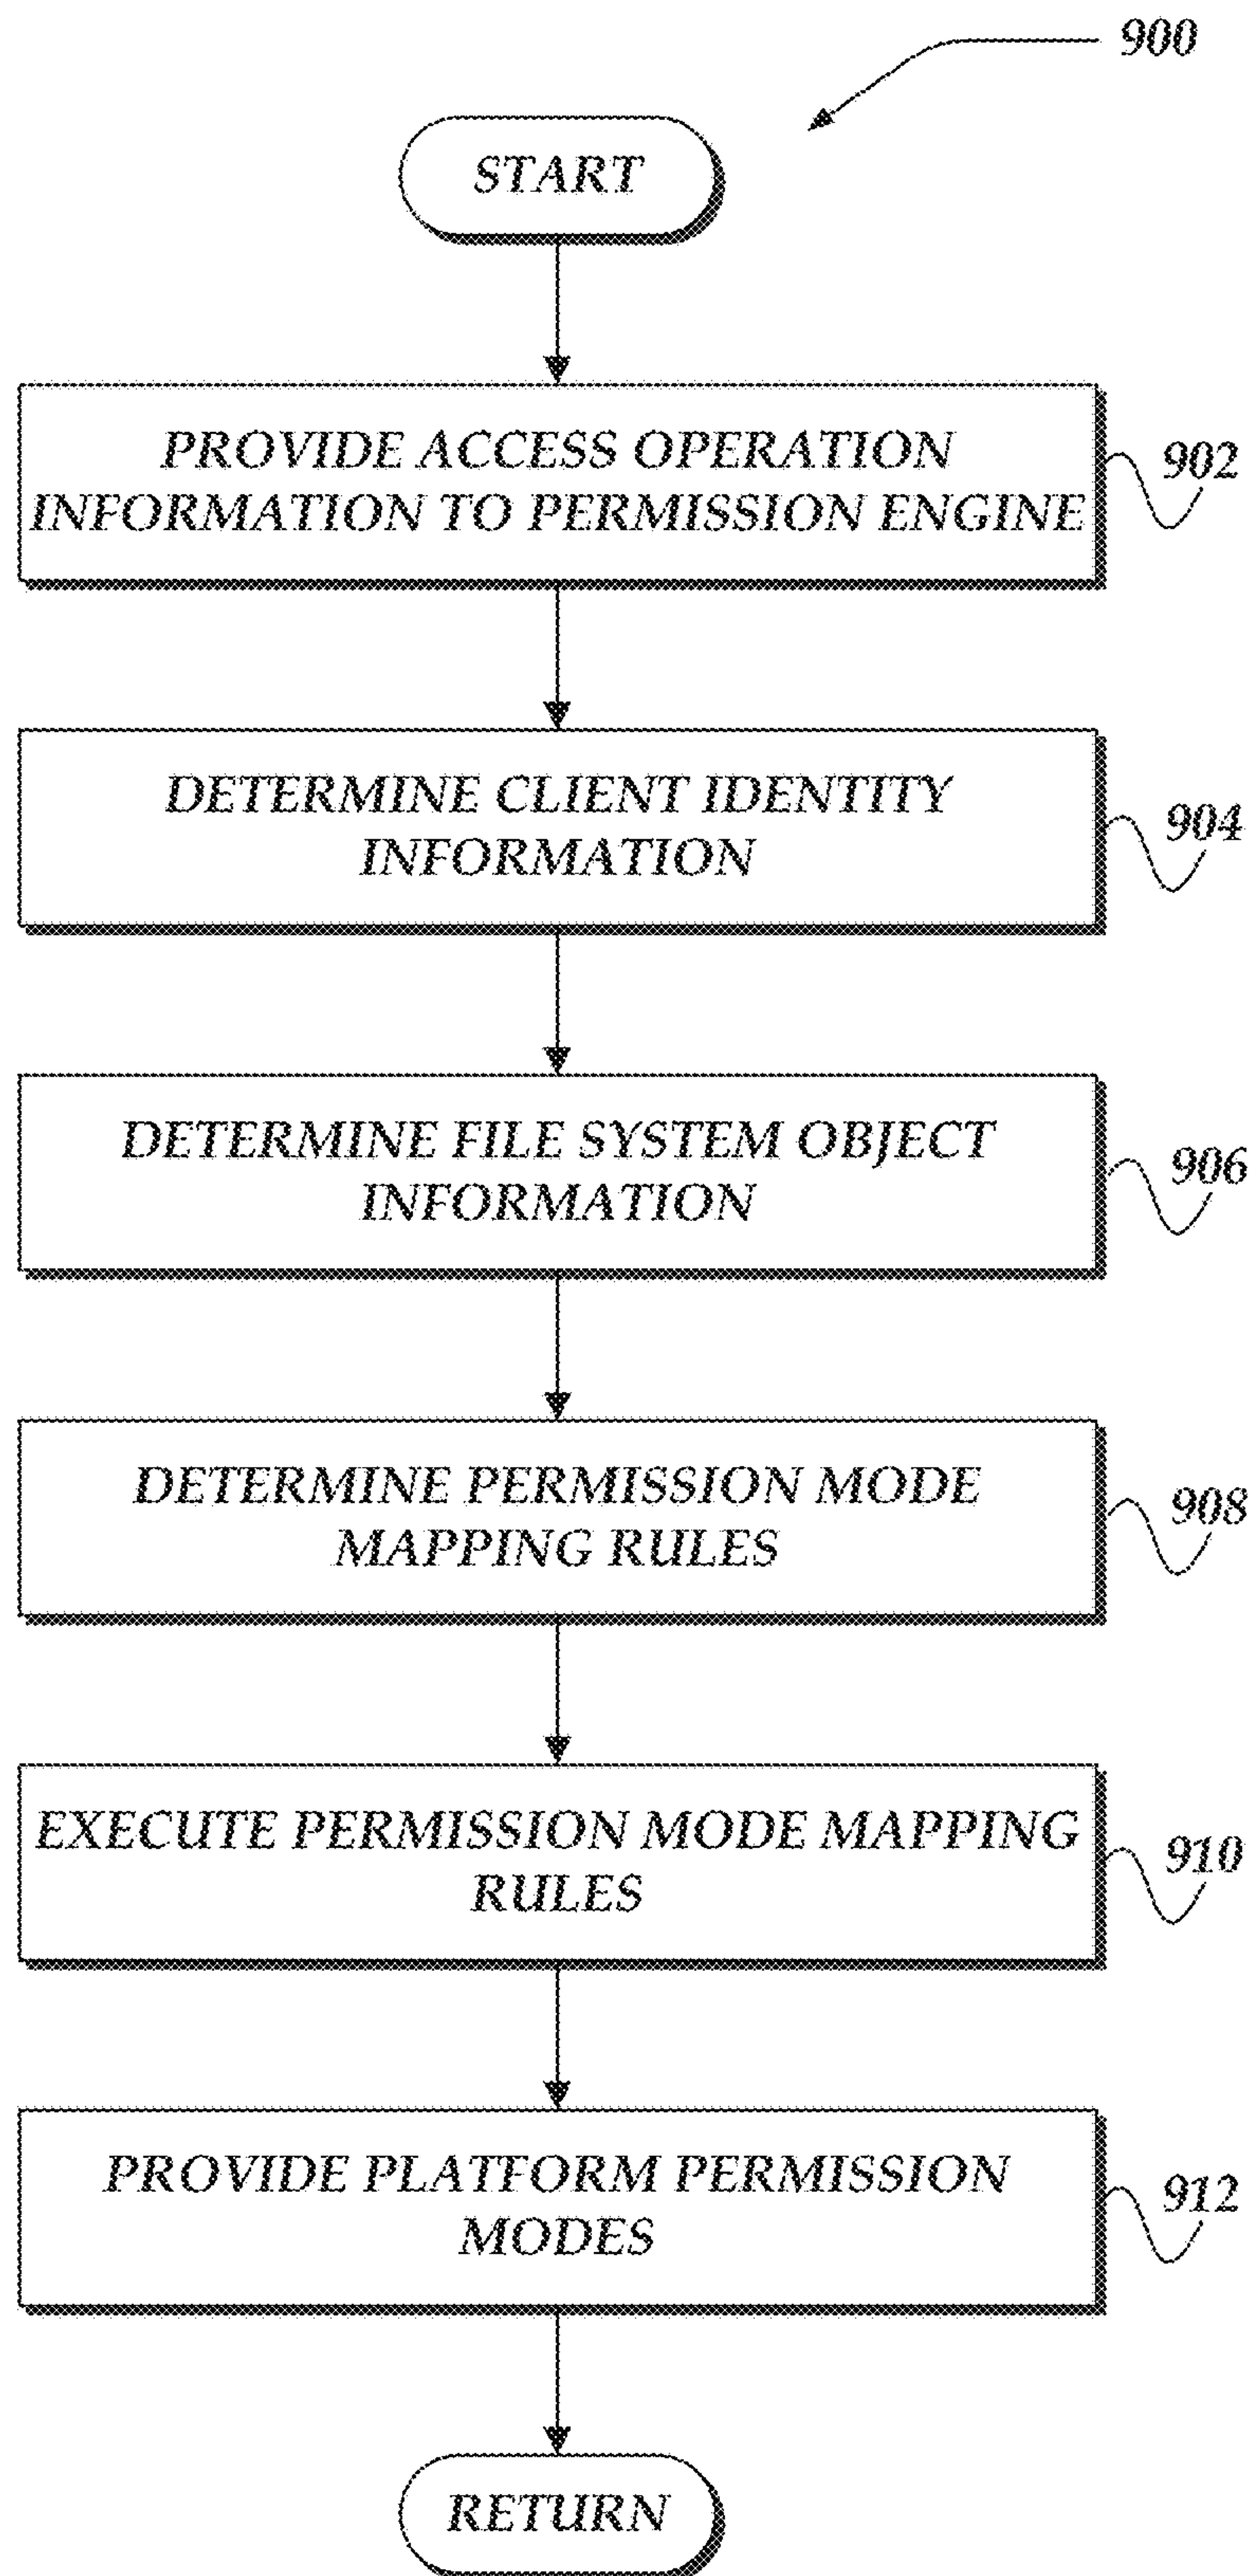 900
START
PROVIDE ACCESS OPERATION
INFORMATION TO PERMISSION ENGINE
902
DETERMINE CLIENT IDENTITY
INFORMATION
904
DETERMINE FILE SYSTEM OBJECT
INFORMATION
906
DETERMINE PERMISSION MODE
MAPPING RULES
908
EXECUTE PERMISSION MODE MAPPING
RULES
910
PROVIDE PLATFORM PERMISSION
MODES
912
RETURN